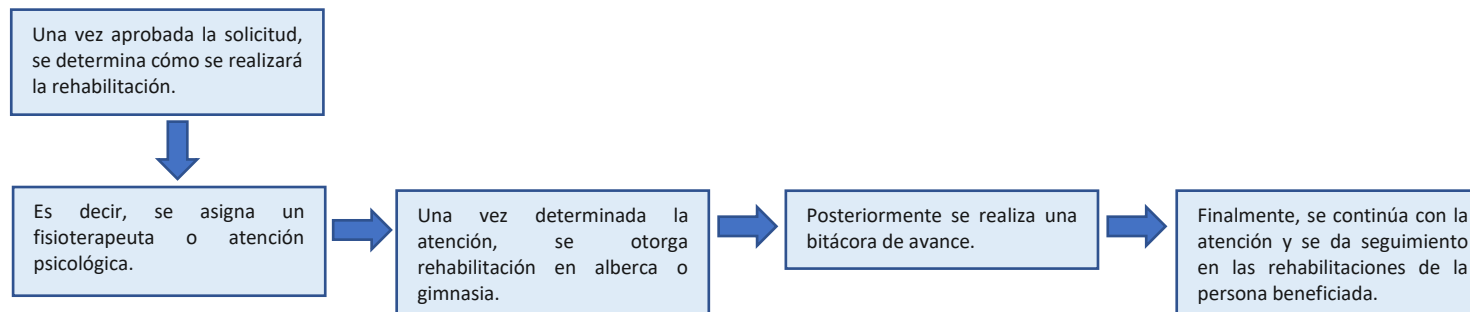 Una vez aprobada la solicitud,
se determina cómo se realizará
la rehabilitación.
Es decir, se asigna un
fisioterapeuta o atención
psicológica.
Una vez determinada la
atención, se otorga
rehabilitación en alberca o
gimnasia.
Posteriormente se realiza una
bitácora de avance.
Finalmente, se continúa con la
atención y se da seguimiento
en las rehabilitaciones de la
persona beneficiada.